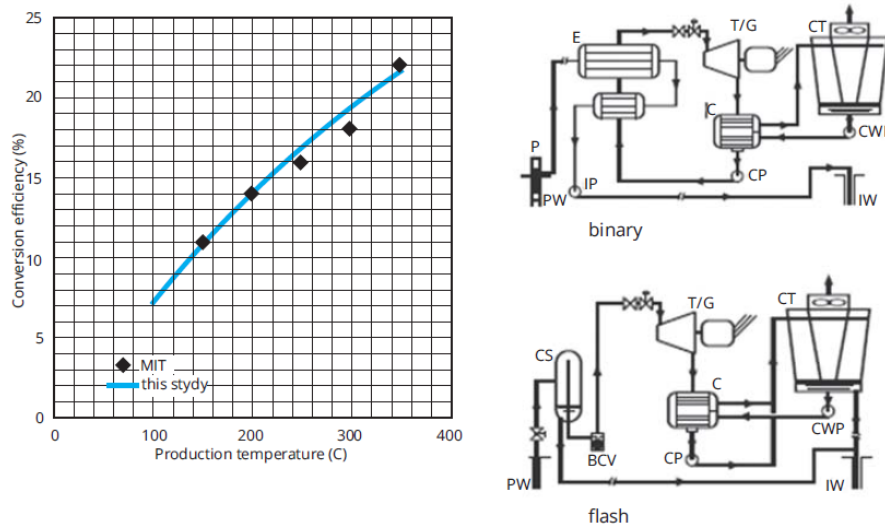 25
20
15
10
5
0
Conversion efficiency (%)
MIT
this stydy
0
100
200
300
400
Production temperature (C)
E
T/G
CT
C
P
PW
IP
CP
CW
IW
binary
T/G
CT
CS
C
CWP
BCV
CP
PW
IW
flash